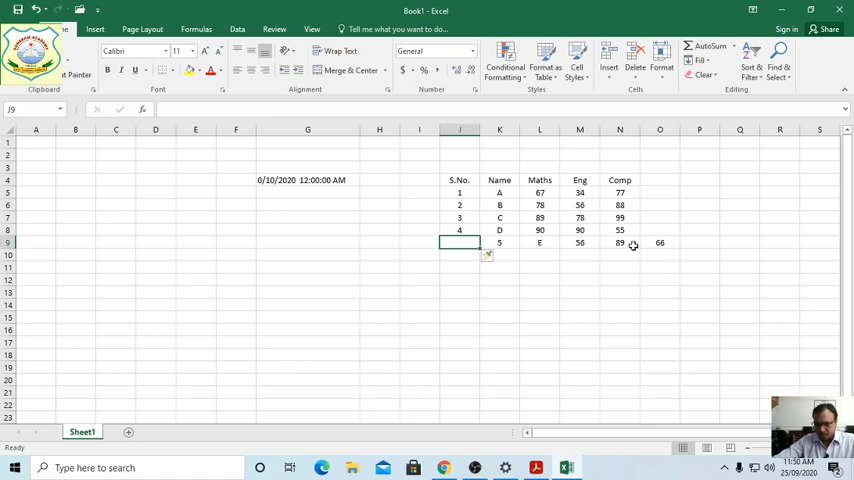 Book1 - Excel
Sign in
Share
Page Layout
Insert
Formulas
Data
Review
View
Help
Tell me what you want to do...
Painter
Calibri
11
Wrap Text
General
Merge & Center
Conditional Formatting
Format as Table
Cell Styles
Insert
Delete
Format
AutoSum
Fill
Clear
Sort & Filter
Find & Select
Clipboard
Font
Alignment
Number
Styles
Cells
Editing
J9
fx
A B C D E F G H I J K L M N O P Q R S
1
2
3
4 0/10/2020 12:00:00 AM S.No. Name Maths Eng Comp
5 1 A 67 34 77
6 2 B 78 56 88
7 3 C 89 78 99
8 4 D 90 90 55
9 5 E 56 89 66
10
11
12
13
14
15
16
17
18
19
20
21
22
23
Sheet1
Ready
Type here to search
11:50 AM
25/09/2020